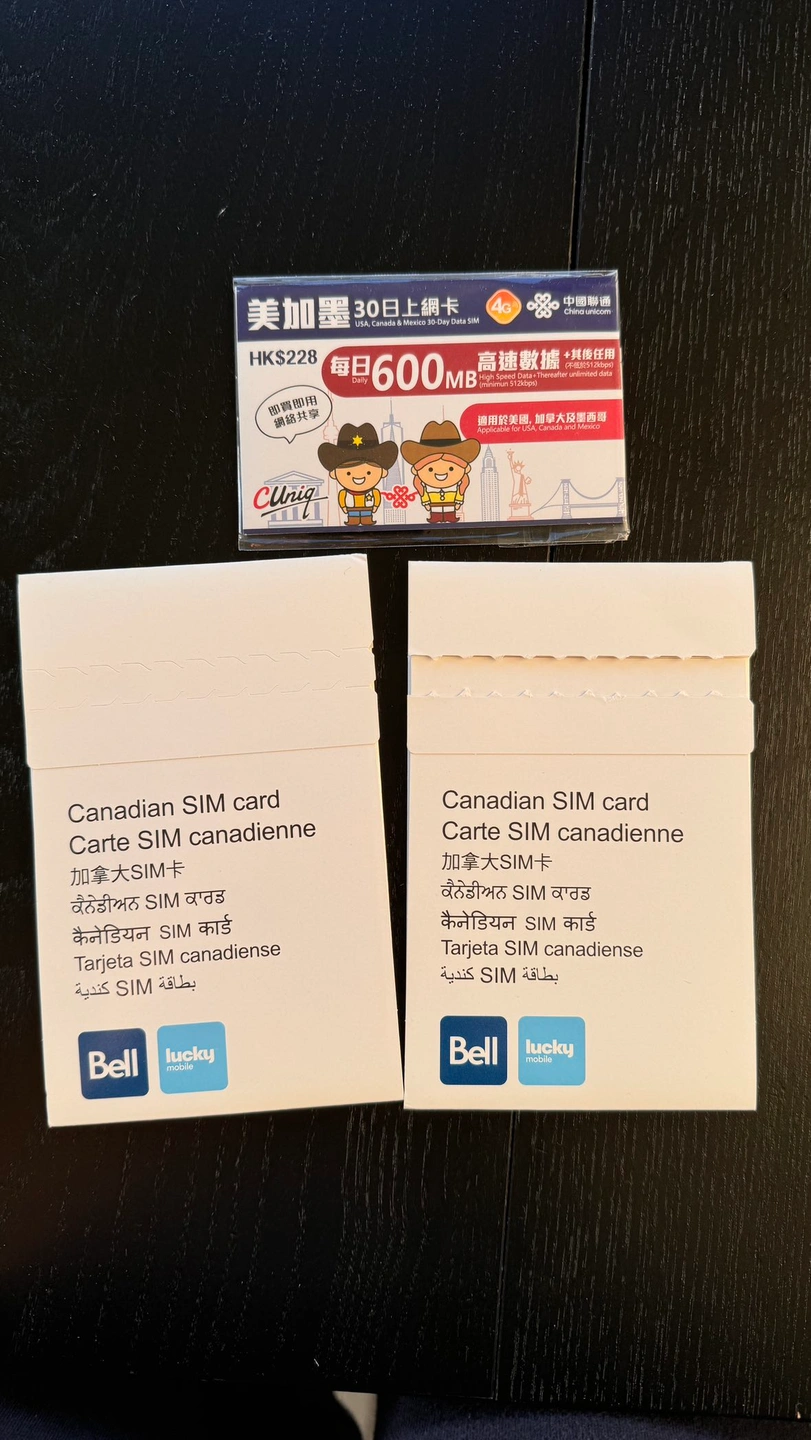 美加墨30日上網卡
USA, Canada & Mexico 30-Day Data SIM
4G
中國聯通
China unicom
HK$228
每日600MB高速數據+其後任用
Daily
(不低於512kbps)
High Speed Data+Thereafter unlimited data
(minimun 512kbps)
即買即用
網絡共享
適用於美國, 加拿大及墨西哥
Applicable for USA, Canada and Mexico
CUniq
Canadian SIM card
Carte SIM canadienne
加拿大SIM卡
ਕੈਨੇਡੀਅਨ SIM ਕਾਰਡ
कैनेडियन SIM कार्ड
Tarjeta SIM canadiense
بطاقة SIM كندية
Bell
lucky
mobile
Canadian SIM card
Carte SIM canadienne
加拿大SIM卡
ਕੈਨੇਡੀਅਨ SIM ਕਾਰਡ
कैनेडियन SIM कार्ड
Tarjeta SIM canadiense
بطاقة SIM كندية
Bell
lucky
mobile